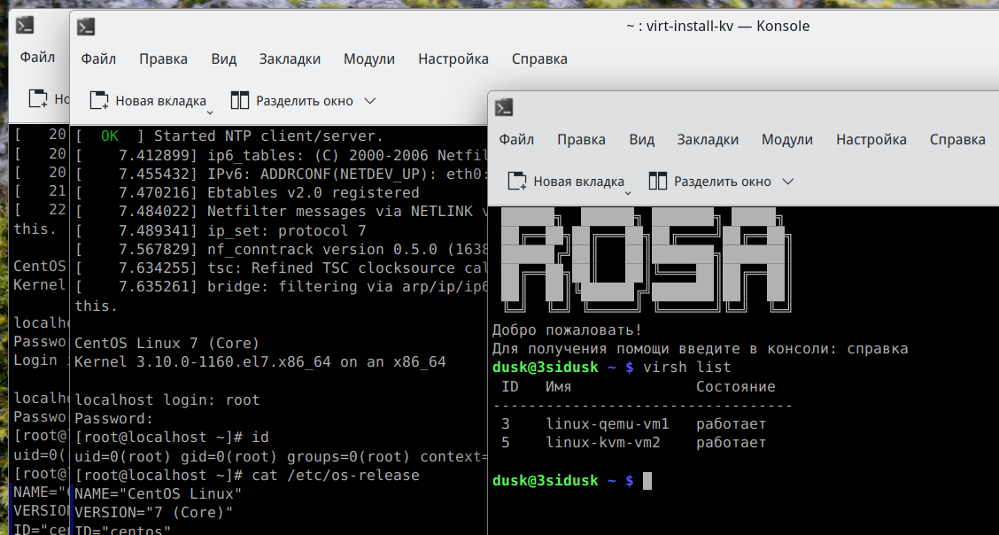 Файл
[ 20
[ 20
[ 20
[ 21
[ 22
this.
CentOS
Kernel
Login
[root@
uid=0(
[root@
NAME="
VERSION
~ : virt-install-kv — Konsole
Файл Правка Вид Закладки Модули Настройка Справка
Новая вкладка Разделить окно
[ OK ] Started NTP client/server.
[ 7.412899] ip6_tables: (C) 2000-2006
[ 7.455432] IPv6: ADDRCONF(NETDEV_UP): eth0:
[ 7.470216] Ebtables v2.0 registered
[ 7.484022] Netfilter messages via NETLINK
[ 7.489341] ip_set: protocol 7
[ 7.567829] nf_conntrack version 0.5.0 (1638
[ 7.634255] tsc: Refined TSC clocksource
[ 7.635261] bridge: filtering via arp/ip/ip6
this.
CentOS Linux 7 (Core)
Kernel 3.10.0-1160.el7.x86_64 on an x86_64
localhost login: root
Password:
[root@localhost ~]# id
uid=0(root) gid=0(root) groups=0(root) context=
[root@localhost ~]# cat /etc/os-release
NAME="CentOS Linux"
VERSION="7 (Core)"
ID="centos"
Файл Правка Вид Закладки Модули Настройка Справка
Новая вкладка Разделить окно
ROSA
Добро пожаловать!
Для получения помощи введите в консоли: справка
dusk@3sidusk ~ $ virsh list
ID Имя Состояние
----------------------------------
3 linux-qemu-vm1 работает
5 linux-kvm-vm2 работает
dusk@3sidusk ~ $